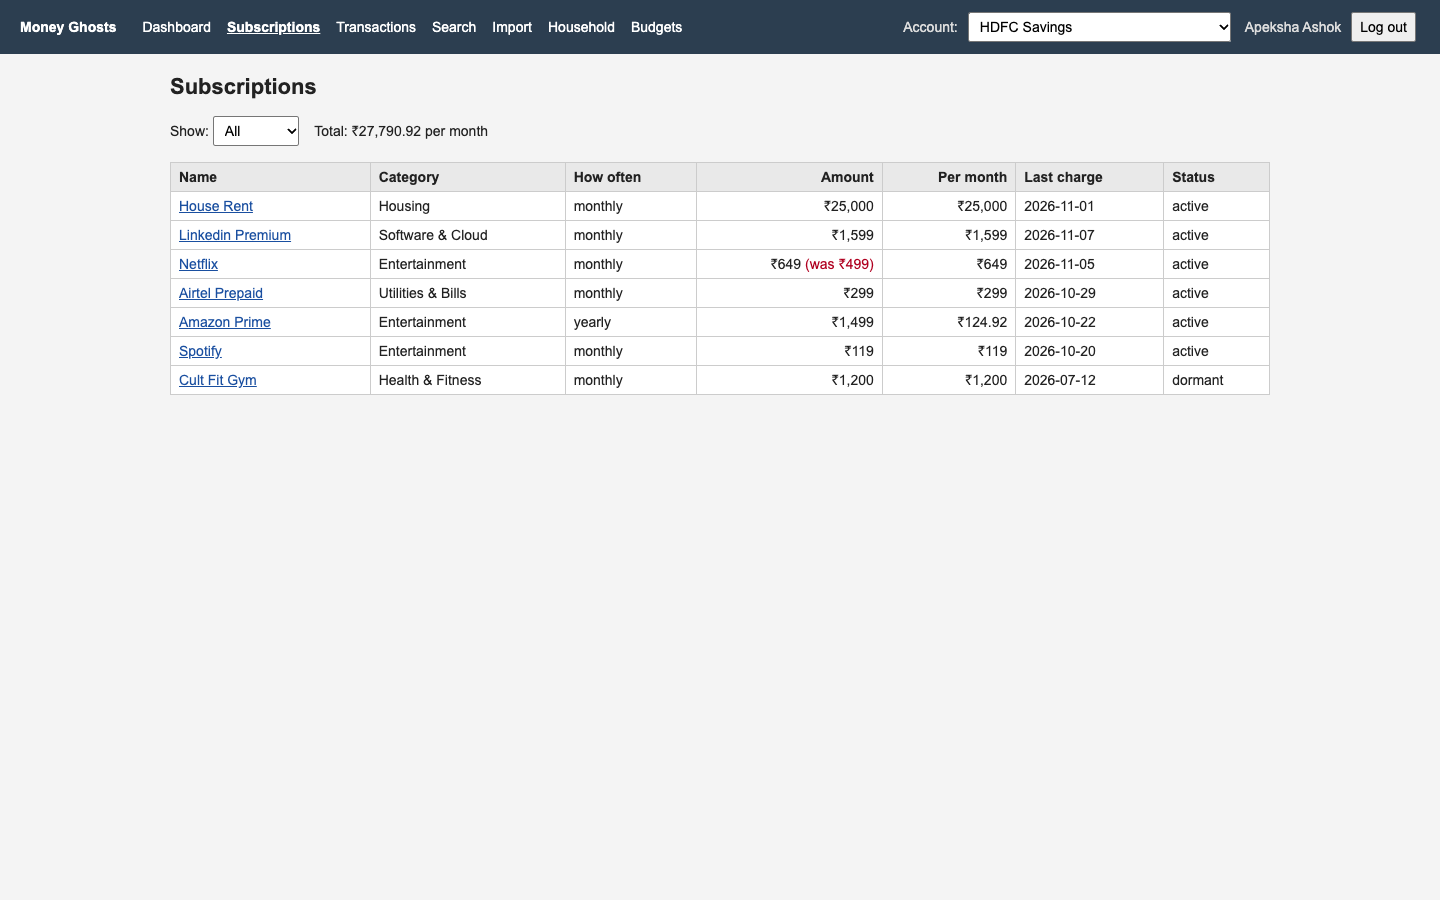 Money Ghosts Dashboard Subscriptions Transactions Search Import Household Budgets Account: HDFC Savings Apeksha Ashok Log out
Subscriptions
Show: All Total: ₹27,790.92 per month
Name Category How often Amount Per month Last charge Status
House Rent Housing monthly ₹25,000 ₹25,000 2026-11-01 active
Linkedin Premium Software & Cloud monthly ₹1,599 ₹1,599 2026-11-07 active
Netflix Entertainment monthly ₹649 (was ₹499) ₹649 2026-11-05 active
Airtel Prepaid Utilities & Bills monthly ₹299 ₹299 2026-10-29 active
Amazon Prime Entertainment yearly ₹1,499 ₹124.92 2026-10-22 active
Spotify Entertainment monthly ₹119 ₹119 2026-10-20 active
Cult Fit Gym Health & Fitness monthly ₹1,200 ₹1,200 2026-07-12 dormant